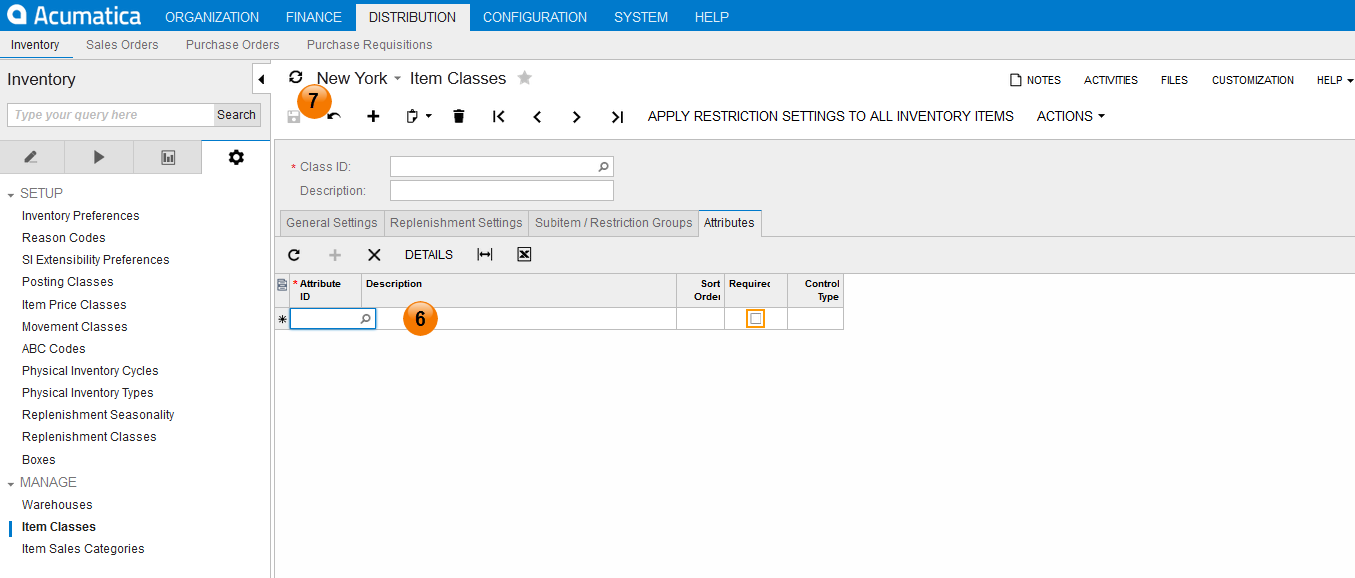 Acumatica ORGANIZATION FINANCE DISTRIBUTION CONFIGURATION SYSTEM HELP
Inventory Sales Orders Purchase Orders Purchase Requisitions
Inventory
Type your query here Search
SETUP
Inventory Preferences
Reason Codes
SI Extensibility Preferences
Posting Classes
Item Price Classes
Movement Classes
ABC Codes
Physical Inventory Cycles
Physical Inventory Types
Replenishment Seasonality
Replenishment Classes
Boxes
MANAGE
Warehouses
Item Classes
Item Sales Categories
New York Item Classes NOTES ACTIVITIES FILES CUSTOMIZATION HELP
7
APPLY RESTRICTION SETTINGS TO ALL INVENTORY ITEMS ACTIONS
* Class ID:
Description:
General Settings Replenishment Settings Subitem / Restriction Groups Attributes
DETAILS
* Attribute Description Sort Required Control
ID Order Type
6